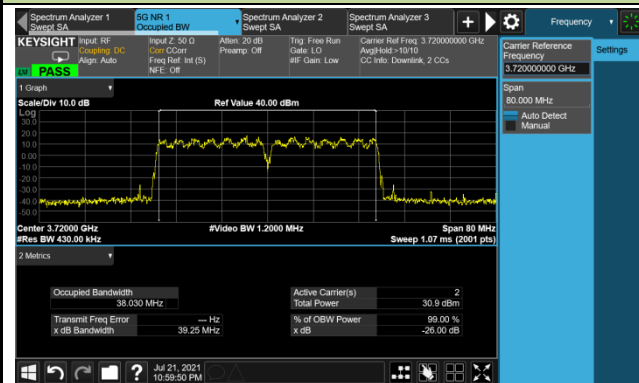 Spectrum Analyzer 1
Swept SA
5G NR 1
Occupied BW
Spectrum Analyzer 2
Swept SA
Spectrum Analyzer 3
Swept SA
Frequency
KEYSIGHT
PASS
Input: RF
Coupling: DC
Align: Auto
Input Z: 50 Ω
Corr CCorr
Freq Ref: Int (S)
NFE: Off
Atten: 20 dB
Preamp: Off
Trig: Free Run
Gate: LO
#IF Gain: Low
Carrier Ref Freq: 3.720000000 GHz
Avg|Hold:>10/10
CC Info: Downlink, 2 CCs
Carrier Reference
Frequency
3.720000000 GHz
Settings
Span
80.000 MHz
Auto Detect
Manual
1 Graph
Scale/Div 10.0 dB
Ref Value 40.00 dBm
Log
30.0
20.0
10.0
0.00
-10.0
-20.0
-30.0
-40.0
-50.0
Center 3.72000 GHz
#Video BW 1.2000 MHz
Span 80 MHz
#Res BW 430.00 kHz
Sweep 1.07 ms (2001 pts)
2 Metrics
Occupied Bandwidth
38.030 MHz
Active Carrier(s)
2
Total Power
30.9 dBm
Transmit Freq Error
--- Hz
% of OBW Power
99.00 %
x dB Bandwidth
39.25 MHz
x dB
-26.00 dB
Jul 21, 2021
10:59:50 PM